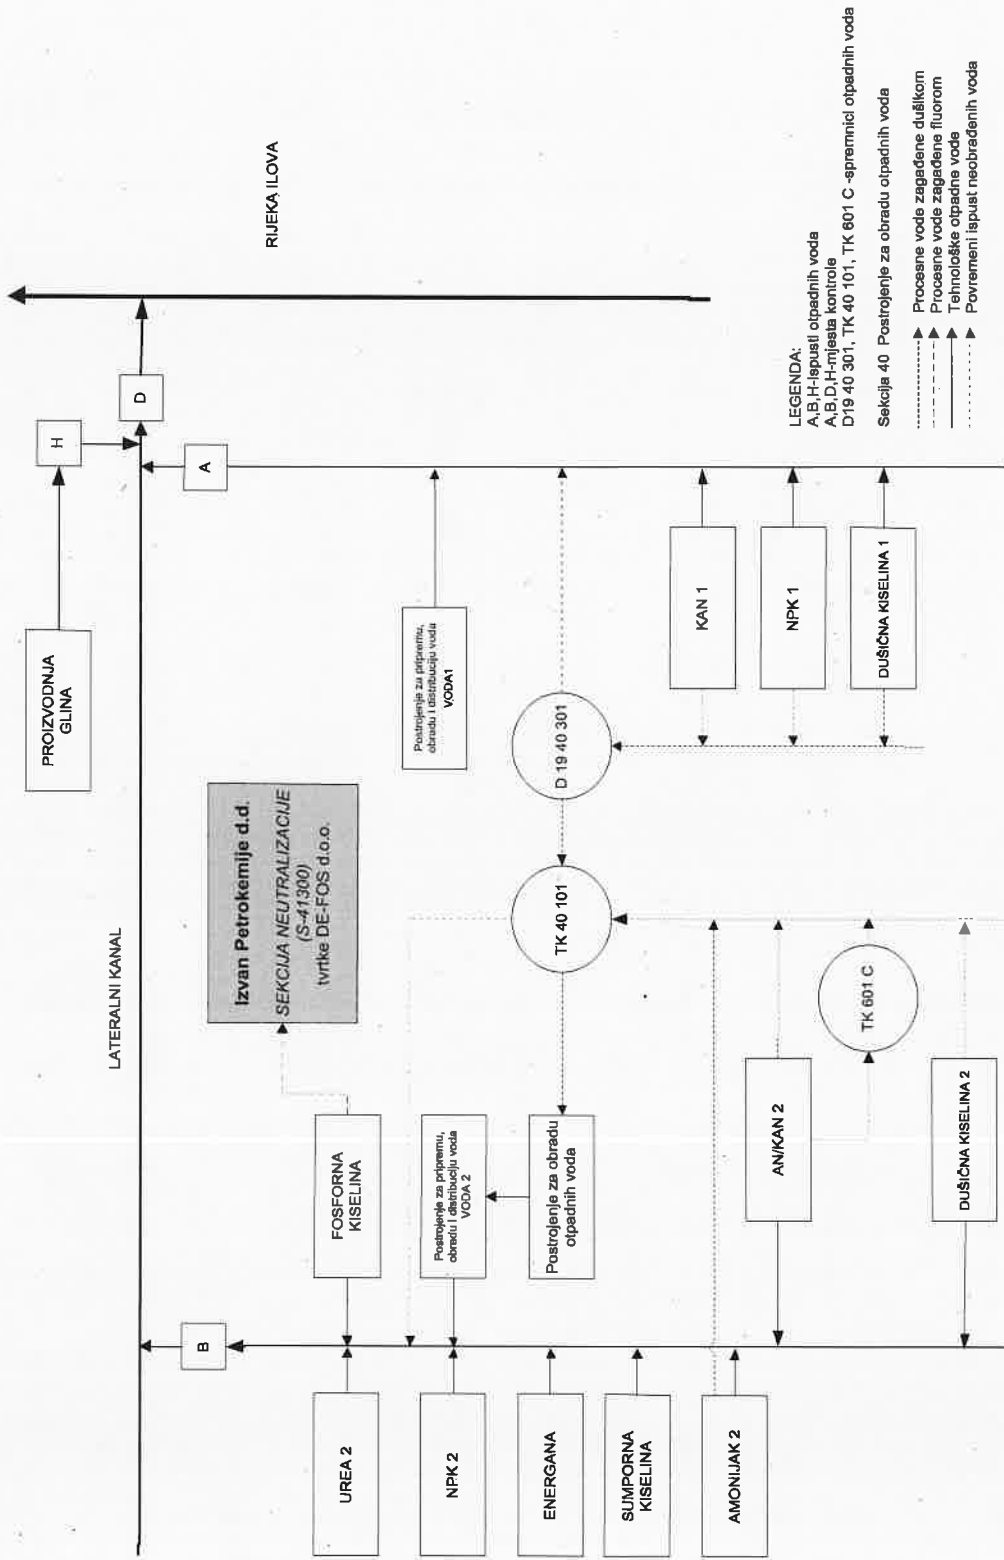 RIJEKA ILOVA
LATERALNI KANAL
PROIZVODNJA
GLINA
H
D
A
B
Izvan Petrokemije d.d.
SEKCIJA NEUTRALIZACIJE
(S-41300)
tvrtke DE-FOS d.o.o.
UREA 2
FOSFORNA
KISELINA
NPK 2
Postrojenje za pripremu,
obradu i distribuciju voda
VODA 2
Postrojenje za pripremu,
obradu i distribuciju voda
VODA1
ENERGANA
Postrojenje za obradu
otpadnih voda
TK 40 101
D 19 40 301
SUMPORNA
KISELINA
AMONIJAK 2
KAN 1
AN/KAN 2
TK 601 C
NPK 1
DUŠIČNA KISELINA 2
DUŠIČNA KISELINA 1
LEGENDA:
A,B,H-ispusti otpadnih voda
A,B,D,H-mjesta kontrole
D19 40 301, TK 40 101, TK 601 C -spremnici otpadnih voda
Sekcija 40 Postrojenje za obradu otpadnih voda
Procesne vode zagađene dušikom
Procesne vode zagađene fluorom
Tehnološke otpadne vode
Povremeni ispust neobrađenih voda